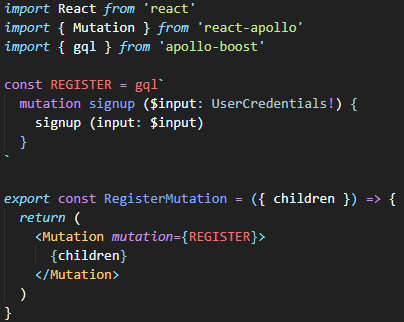 import React from 'react'
import { Mutation } from 'react-apollo'
import { gql } from 'apollo-boost'

const REGISTER = gql`
  mutation signup ($input: UserCredentials!) {
    signup (input: $input)
  }
`

export const RegisterMutation = ({ children }) => {
  return (
    <Mutation mutation={REGISTER}>
      {children}
    </Mutation>
  )
}